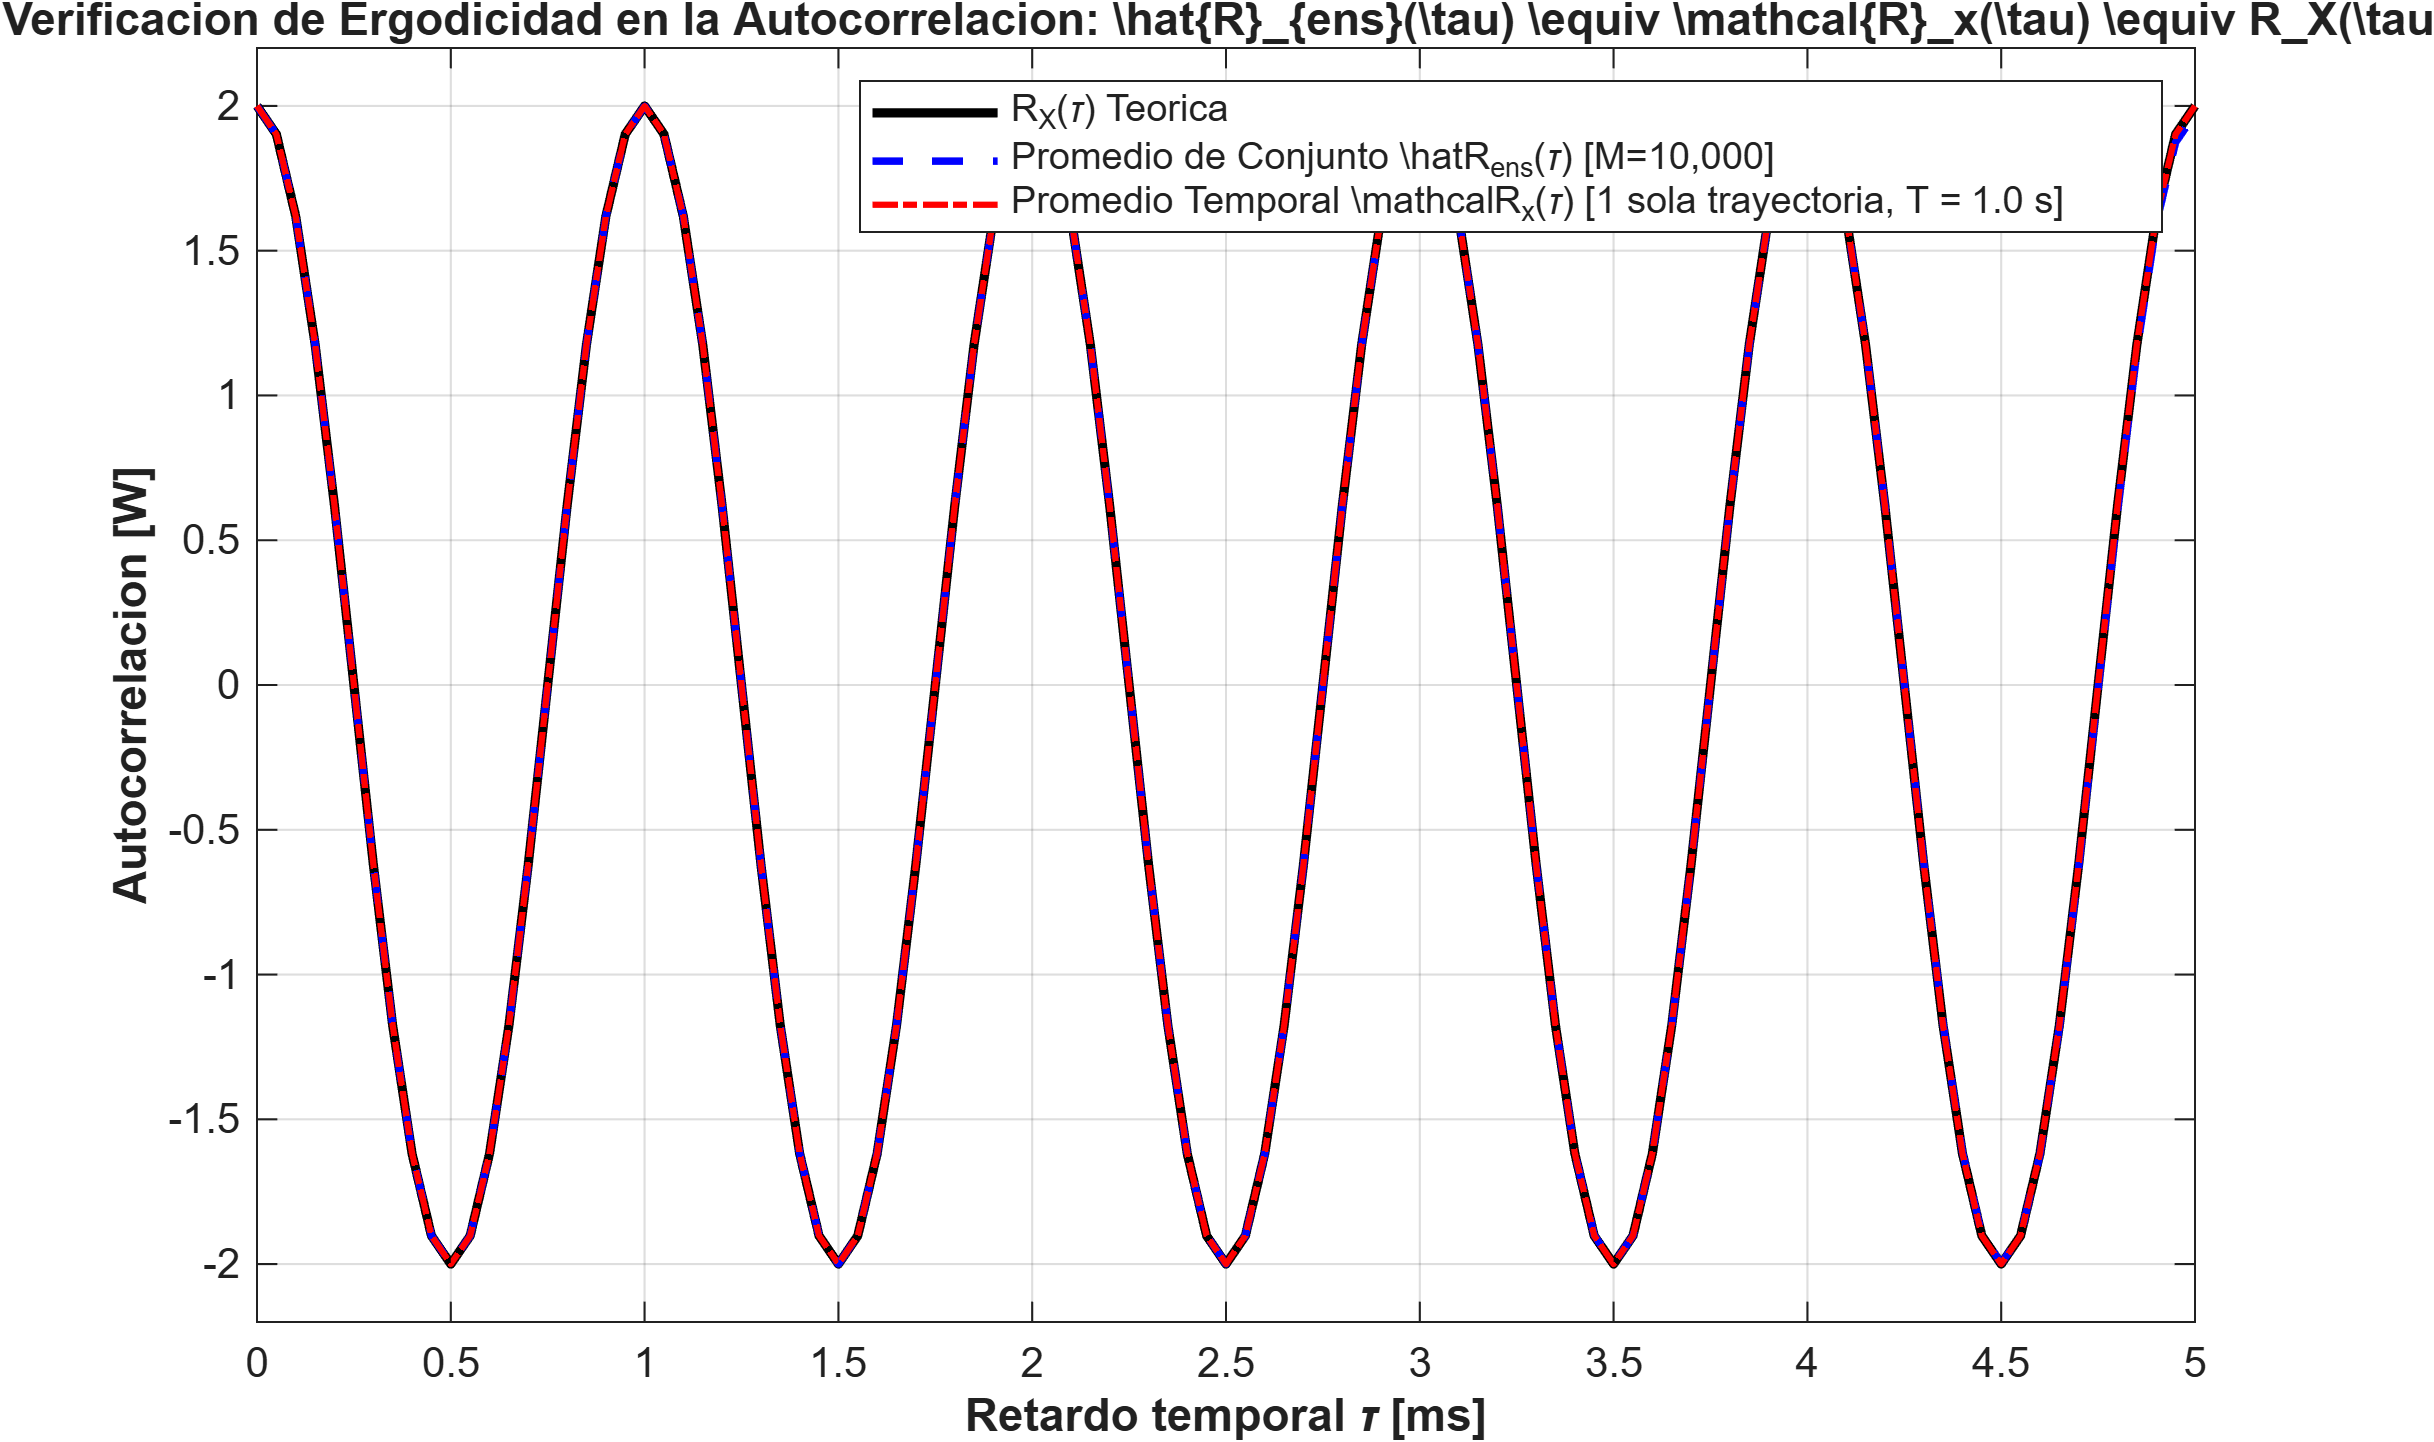 Verificacion de Ergodicidad en la Autocorrelacion: \hat{R}_{ens}(\tau) \equiv \mathcal{R}_x(\tau) \equiv R_X(\tau
R_X(τ) Teorica
Promedio de Conjunto \hatR_ens(τ) [M=10,000]
Promedio Temporal \mathcalR_x(τ) [1 sola trayectoria, T = 1.0 s]
Autocorrelacion [W]
2
1.5
1
0.5
0
-0.5
-1
-1.5
-2
0 0.5 1 1.5 2 2.5 3 3.5 4 4.5 5
Retardo temporal τ [ms]